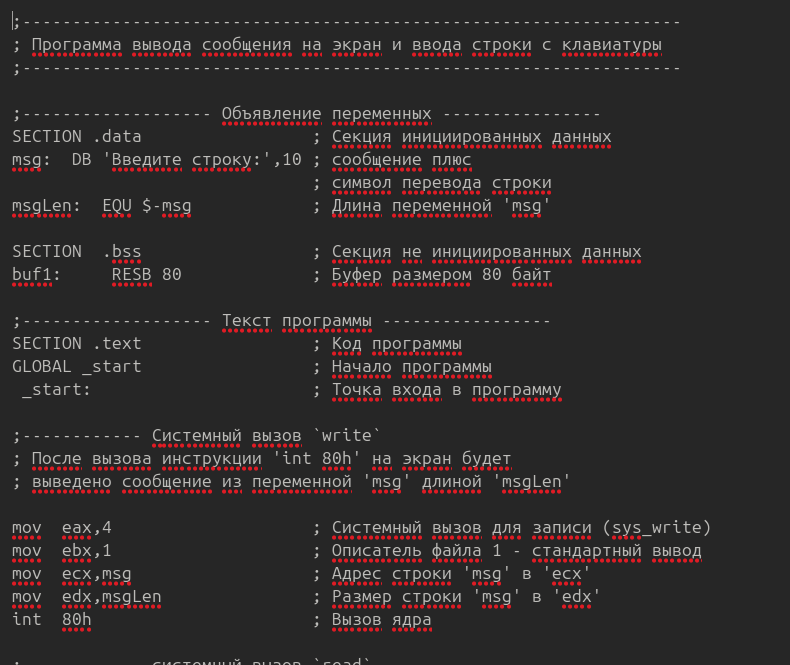 ;------------------------------------------------------------------
; Программа вывода сообщения на экран и ввода строки с клавиатуры
;------------------------------------------------------------------
;------------------- Объявление переменных ----------------
SECTION .data ; Секция инициированных данных
msg: DB 'Введите строку:',10 ; сообщение плюс
; символ перевода строки
msgLen: EQU $-msg ; Длина переменной 'msg'
SECTION .bss ; Секция не инициированных данных
buf1: RESB 80 ; Буфер размером 80 байт
;------------------- Текст программы -----------------
SECTION .text ; Код программы
GLOBAL _start ; Начало программы
_start: ; Точка входа в программу
;------------ Системный вызов `write`
; После вызова инструкции 'int 80h' на экран будет
; выведено сообщение из переменной 'msg' длиной 'msgLen'
mov eax,4 ; Системный вызов для записи (sys_write)
mov ebx,1 ; Описатель файла 1 - стандартный вывод
mov ecx,msg ; Адрес строки 'msg' в 'ecx'
mov edx,msgLen ; Размер строки 'msg' в 'edx'
int 80h ; Вызов ядра
;------------ системный вызов `read`